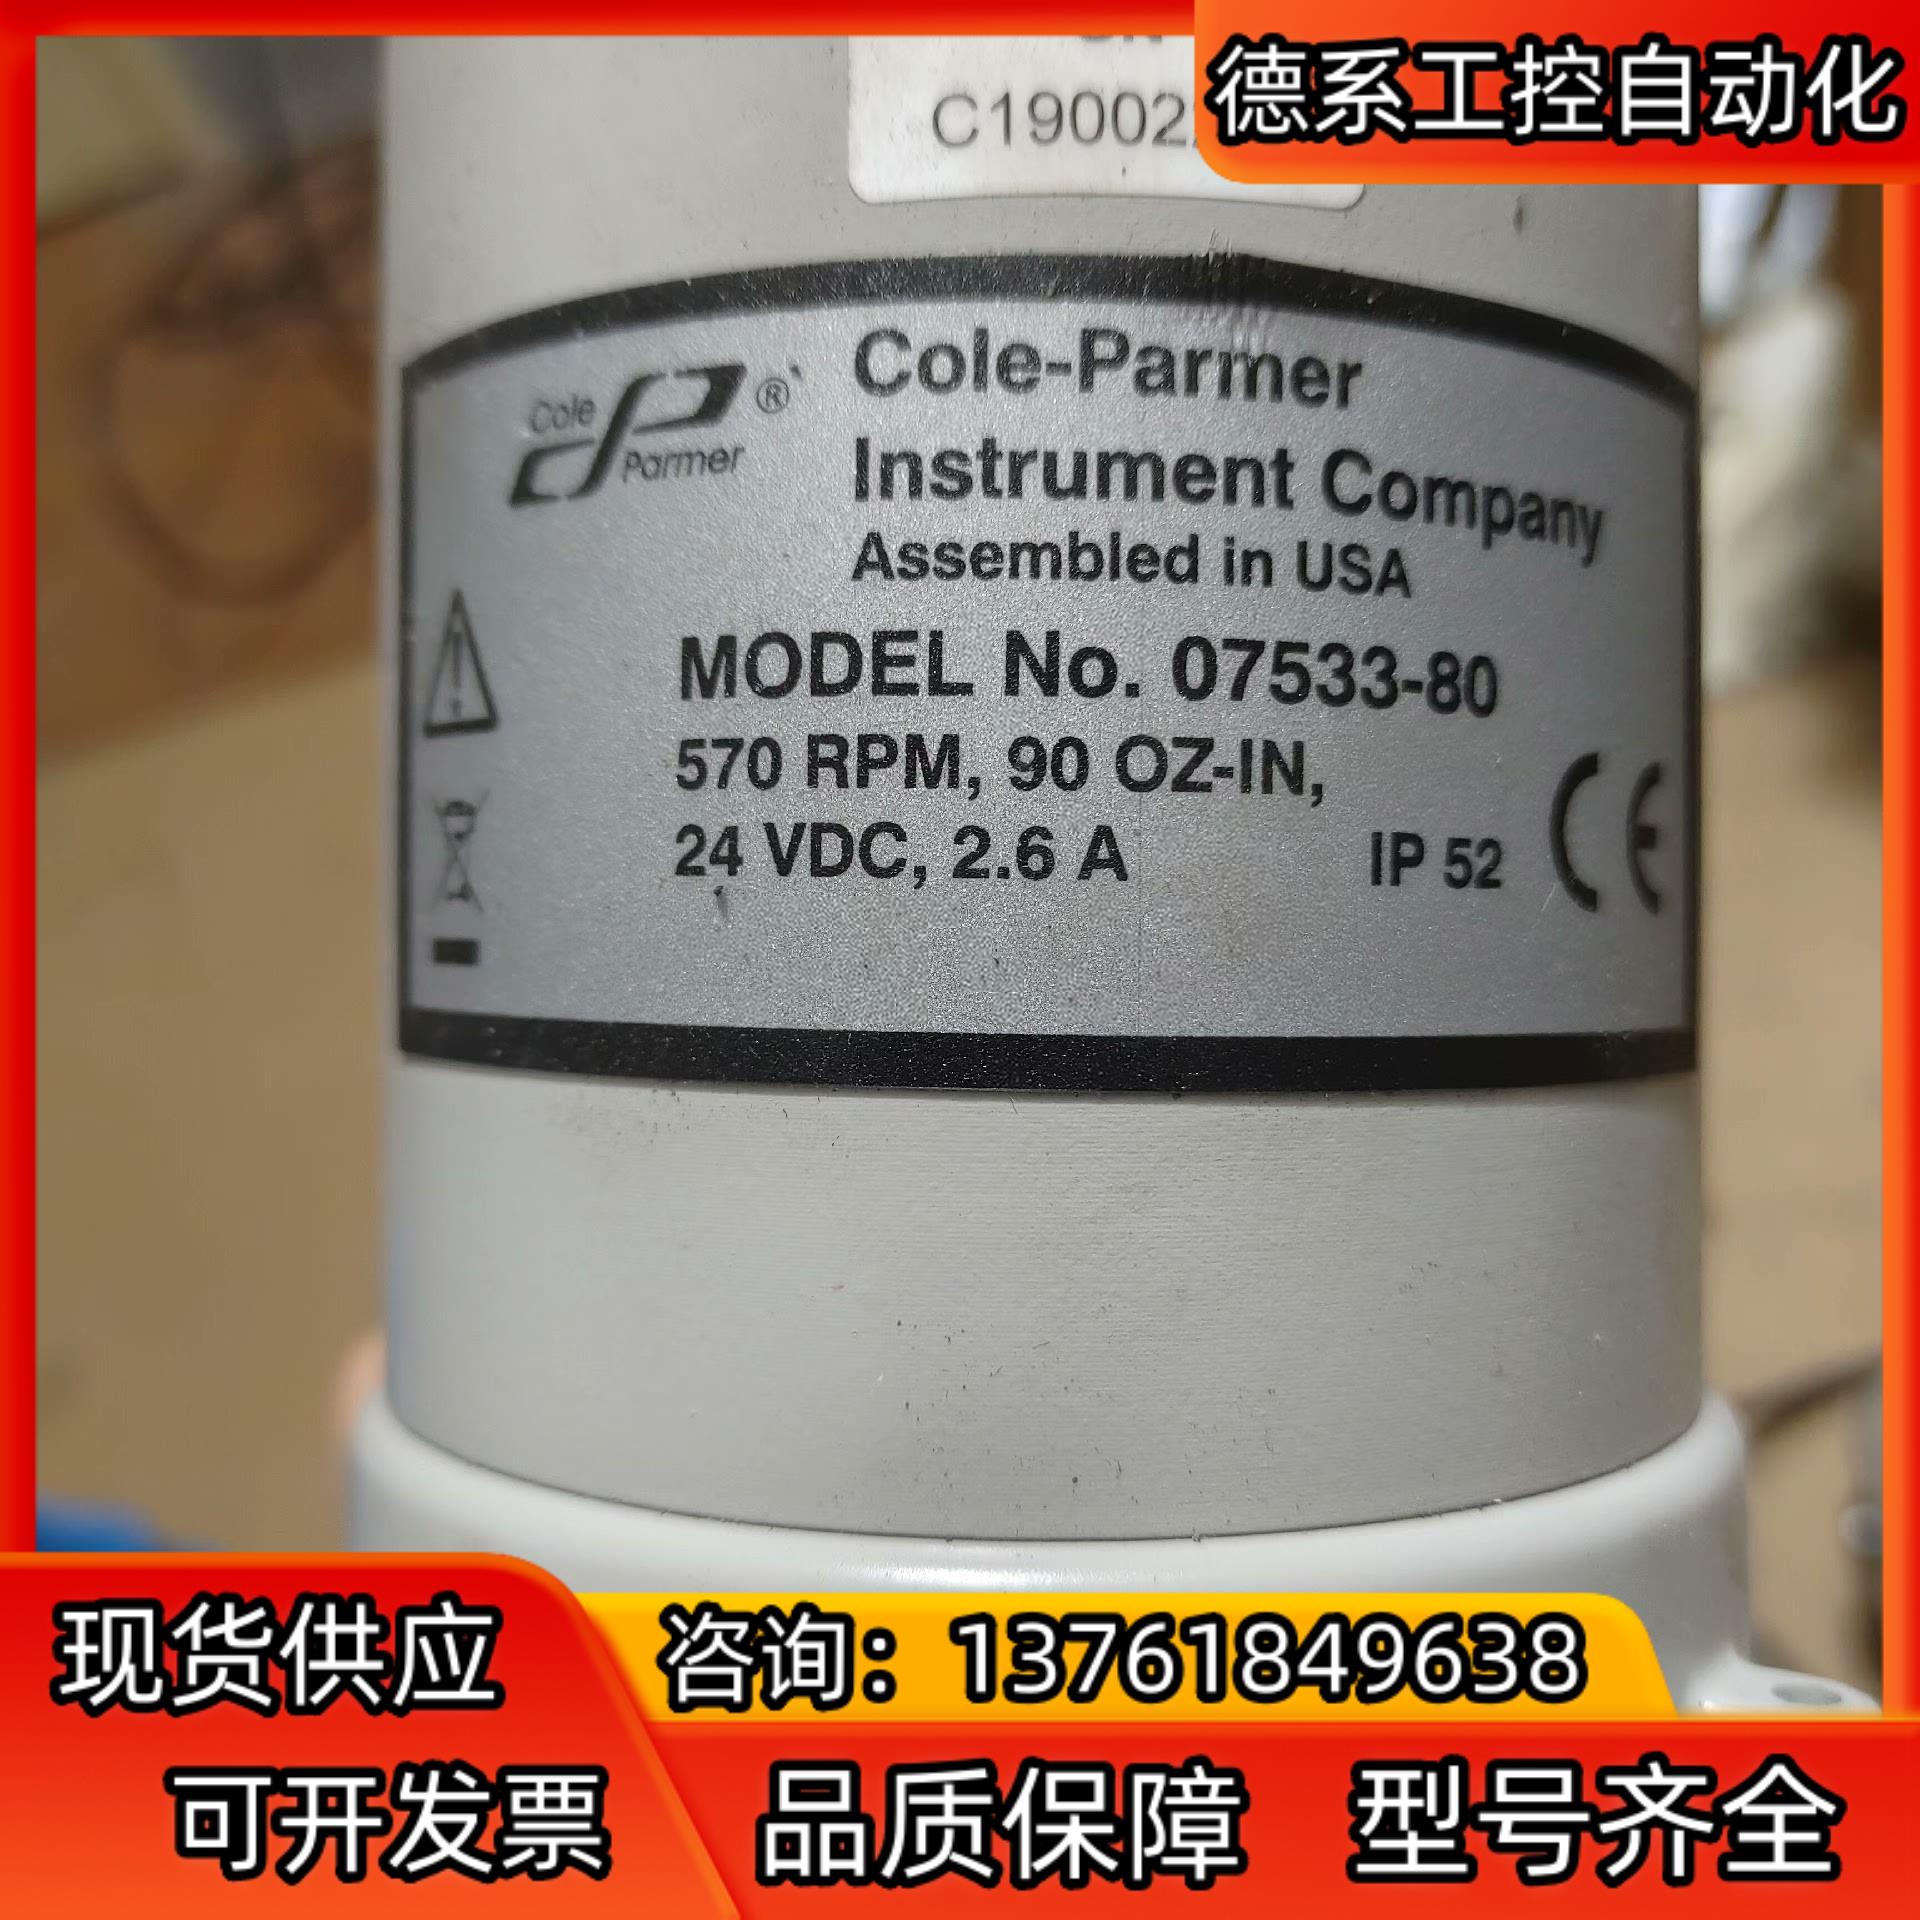 德系工控自动化
C19002
Cole
Parmer
®
Cole-Parmer
Instrument Company
Assembled in USA
MODEL No. 07533-80
570 RPM, 90 OZ-IN,
24 VDC, 2.6 A
IP 52
CE
现货供应
咨询：13761849638
可开发票
品质保障
型号齐全